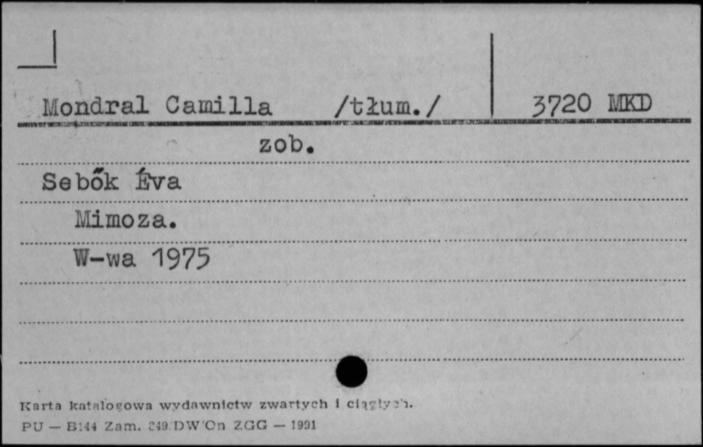 Mondral Camilla /tłum./ 3720 MKD
zob.
Sebők Éva
Mimoza.
W-wa 1975
Karta katalogowa wydawnictw zwartych i ciągłych.
PU — B144 Zam. 249/DW/On ZGG — 1991